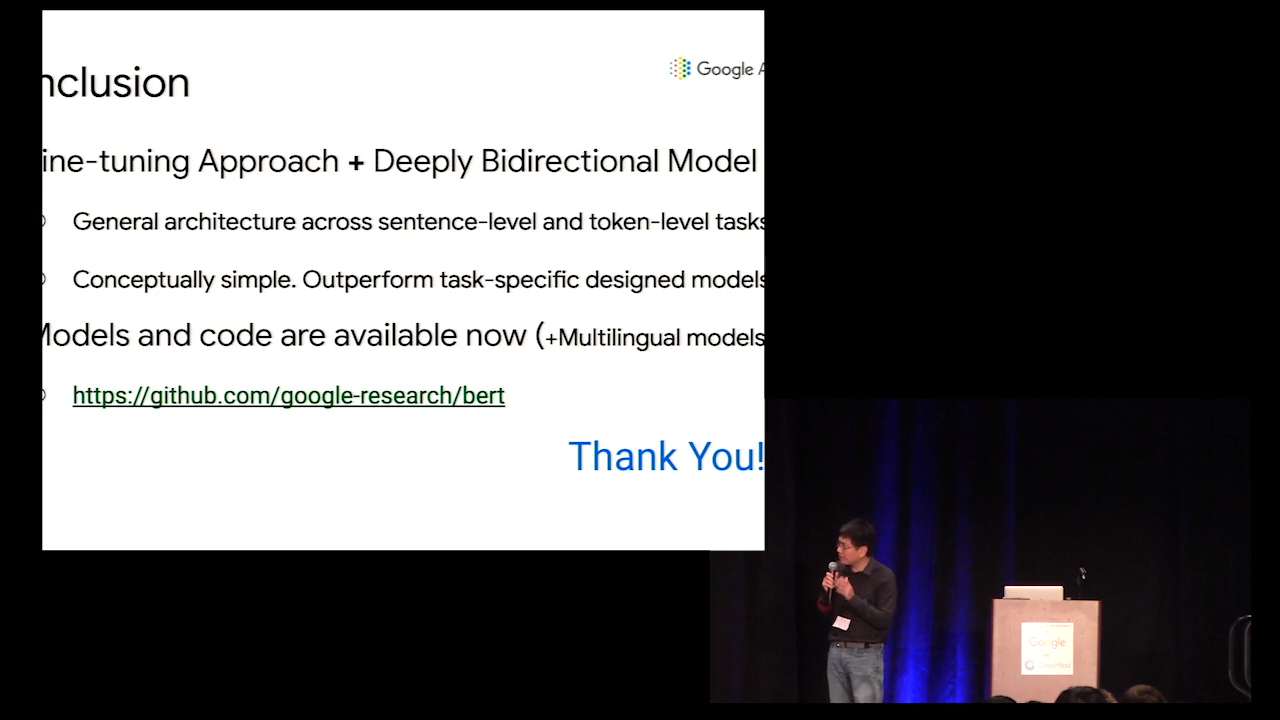 nclusion
Google A
ine-tuning Approach + Deeply Bidirectional Model
General architecture across sentence-level and token-level tasks
Conceptually simple. Outperform task-specific designed models
Models and code are available now (+Multilingual models
https://github.com/google-research/bert
Thank You!
Google
DeepMind